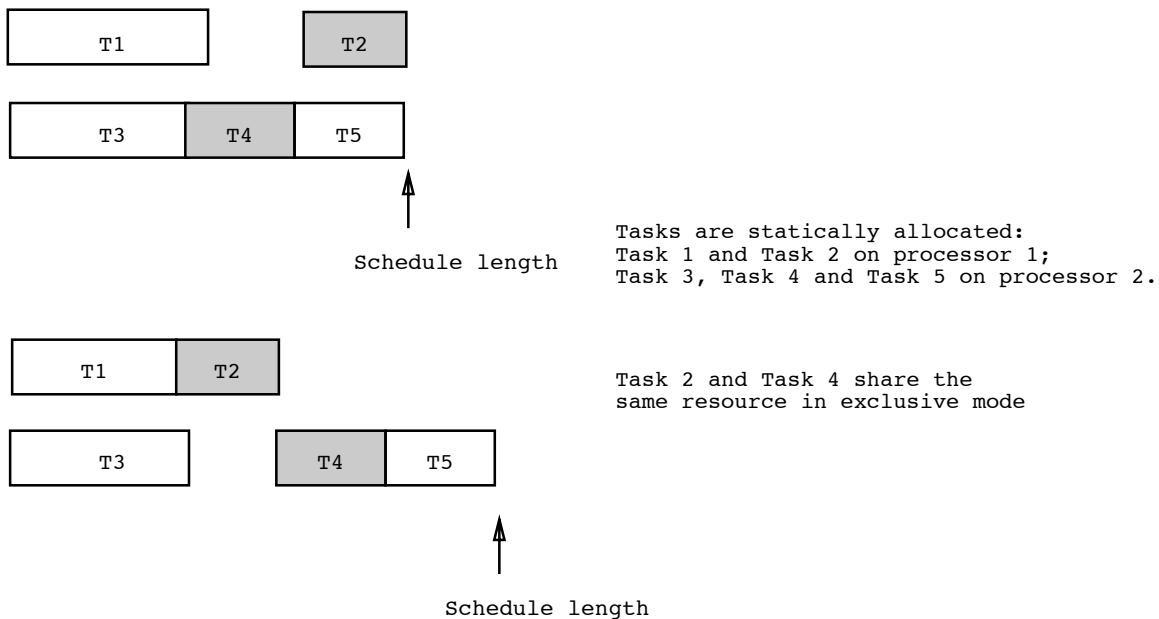 T1
T2
T3
T4
T5
Schedule length
Tasks are statically allocated:
Task 1 and Task 2 on processor 1;
Task 3, Task 4 and Task 5 on processor 2.
T1
T2
Task 2 and Task 4 share the
same resource in exclusive mode
T3
T4
T5
Schedule length